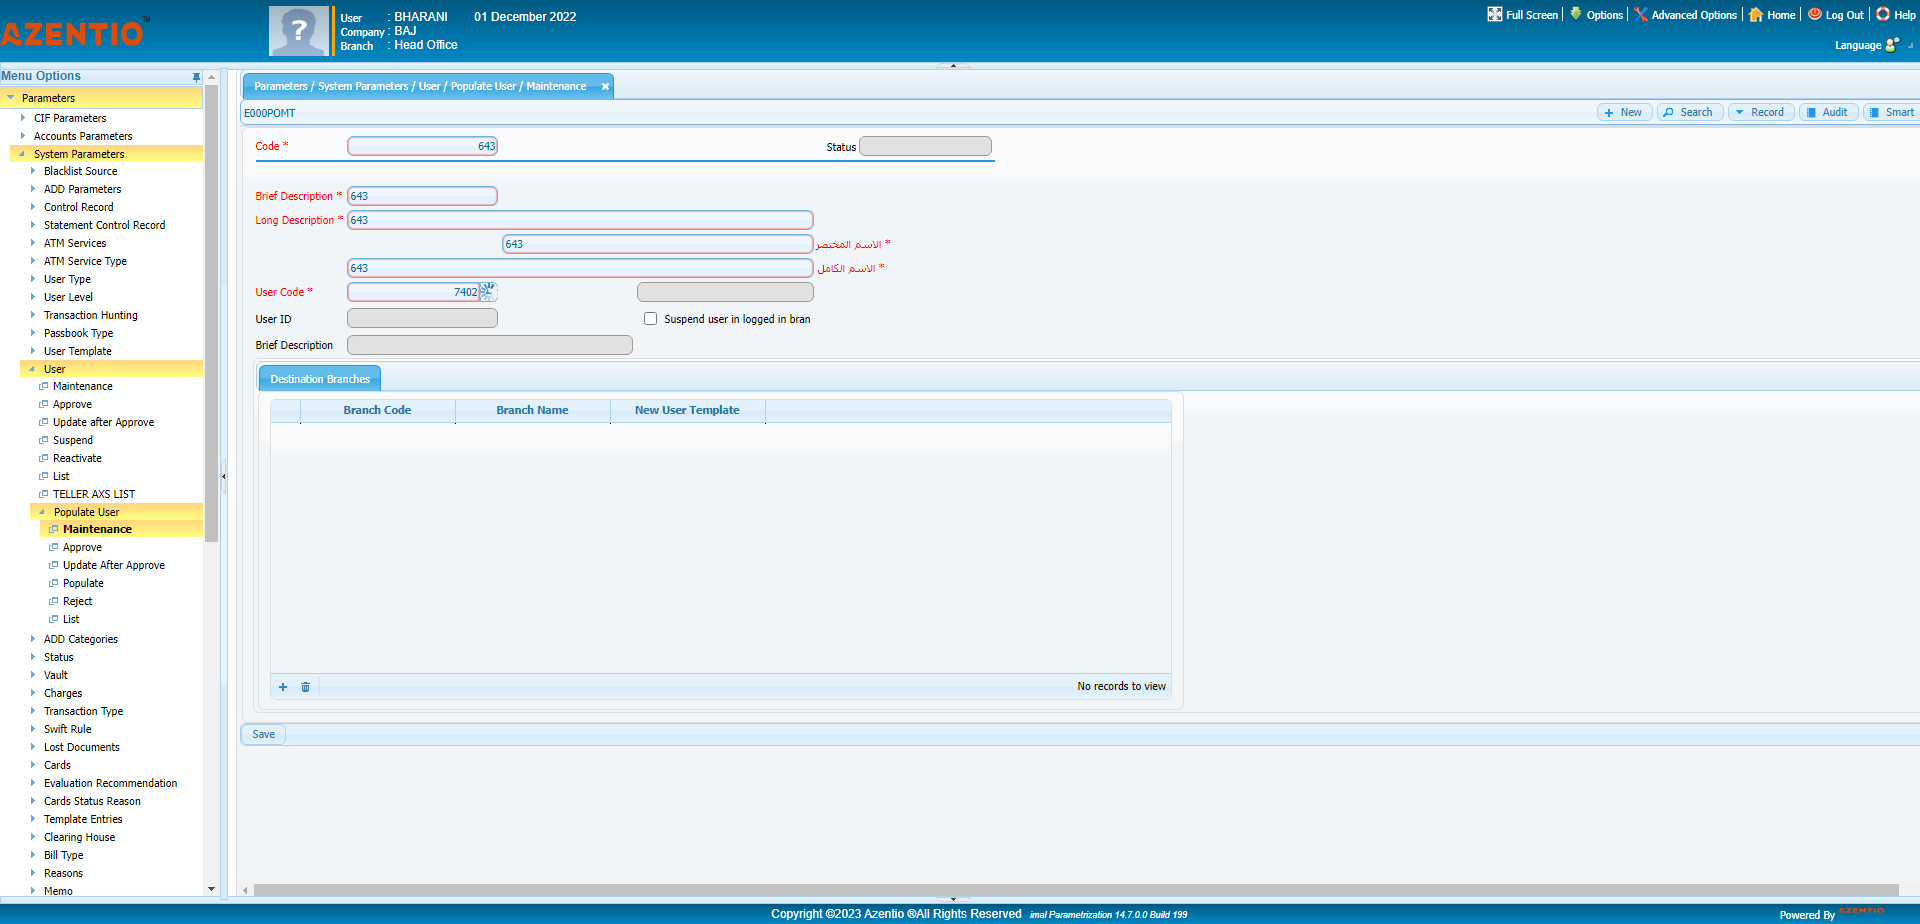 AZENTIO™
User : BHARANI 01 December 2022
Company : BAJ
Branch : Head Office
Full Screen | Options | Advanced Options | Home | Log Out | Help
Language
Menu Options
Parameters
CIF Parameters
Accounts Parameters
System Parameters
Blacklist Source
ADD Parameters
Control Record
Statement Control Record
ATM Services
ATM Service Type
User Type
User Level
Transaction Hunting
Passbook Type
User Template
User
Maintenance
Approve
Update after Approve
Suspend
Reactivate
List
TELLER AXS LIST
Populate User
Maintenance
Approve
Update After Approve
Populate
Reject
List
ADD Categories
Status
Vault
Charges
Transaction Type
Swift Rule
Lost Documents
Cards
Evaluation Recommendation
Cards Status Reason
Template Entries
Clearing House
Bill Type
Reasons
Memo
Parameters / System Parameters / User / Populate User / Maintenance
E000POMT
New Search Record Audit Smart
Code * 643 Status
Brief Description * 643
Long Description * 643
643 الاسم المختصر *
643 الاسم الكامل *
User Code * 7402
User ID Suspend user in logged in bran
Brief Description
Destination Branches
Branch Code Branch Name New User Template
No records to view
Save
Copyright ©2023 Azentio ®All Rights Reserved imal Parametrization 14.7.0.0 Build 199
Powered By AZENTIO